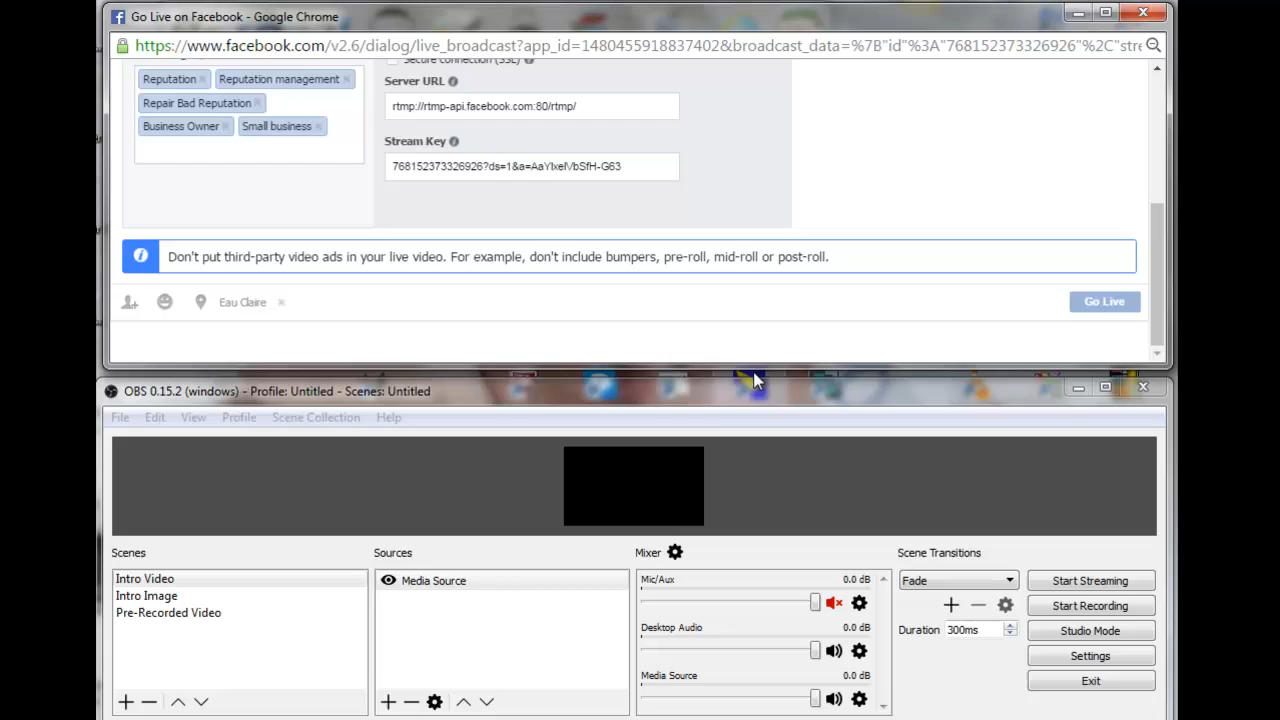 Go Live on Facebook - Google Chrome
https://www.facebook.com/v2.6/dialog/live_broadcast?app_id=1480455918837402&broadcast_data=%7B"id"%3A"768152373326926"%2C"stre
Secure connection (SSL)
Reputation Reputation management
Repair Bad Reputation
Business Owner Small business
Server URL
rtmp://rtmp-api.facebook.com:80/rtmp/
Stream Key
Don't put third-party video ads in your live video. For example, don't include bumpers, pre-roll, mid-roll or post-roll.
Eau Claire
Go Live
OBS 0.15.2 (windows) - Profile: Untitled - Scenes: Untitled
File Edit View Profile Scene Collection Help
Scenes
Intro Video
Intro Image
Pre-Recorded Video
Sources
Media Source
Mixer
Mic/Aux 0.0 dB
Desktop Audio 0.0 dB
Media Source 0.0 dB
Scene Transitions
Fade
Duration 300ms
Start Streaming
Start Recording
Studio Mode
Settings
Exit